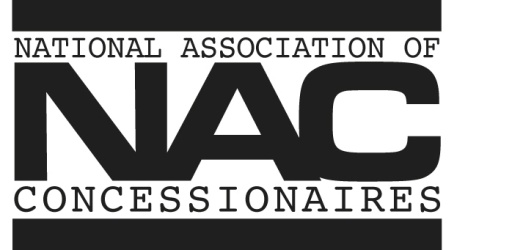 NATIONAL ASSOCIATION OF
NAC
CONCESSIONAIRES